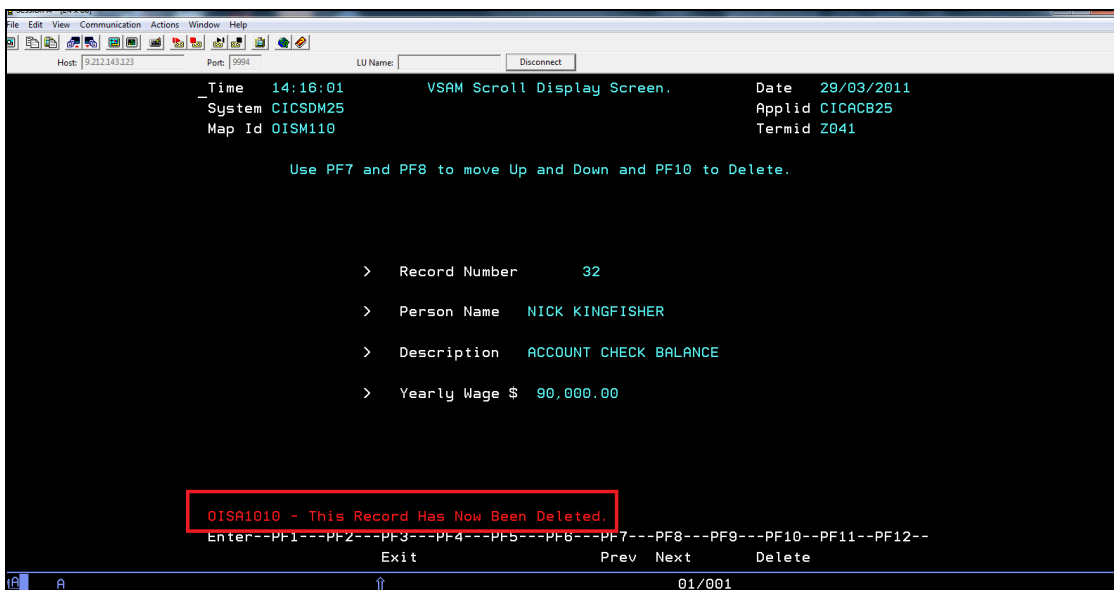 File Edit View Communication Actions Window Help
Host: 9.212.143.123 Port: 9994 LU Name: Disconnect
_Time 14:16:01 VSAM Scroll Display Screen. Date 29/03/2011
System CICSDM25 Applid CICACB25
Map Id OISM110 Termid Z041
Use PF7 and PF8 to move Up and Down and PF10 to Delete.
> Record Number 32
> Person Name NICK KINGFISHER
> Description ACCOUNT CHECK BALANCE
> Yearly Wage $ 90,000.00
OISA1010 - This Record Has Now Been Deleted.
Enter--PF1---PF2---PF3---PF4---PF5---PF6---PF7---PF8---PF9---PF10--PF11--PF12--
Exit Prev Next Delete
A 01/001